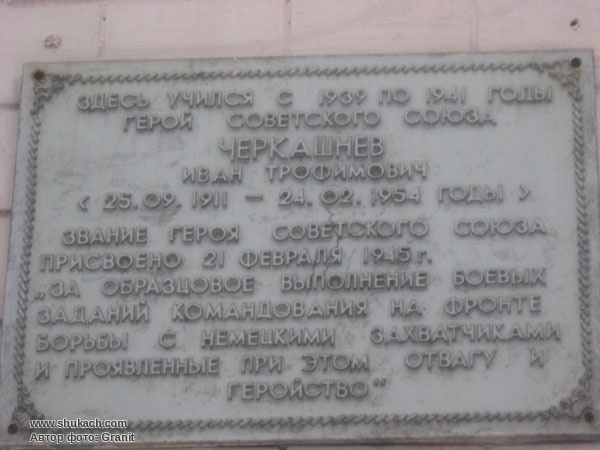 ЗДЕСЬ УЧИЛСЯ С 1939 ПО 1941 ГОДЫ
ГЕРОЙ СОВЕТСКОГО СОЮЗА
ЧЕРКАШНЕВ
ИВАН ТРОФИМОВИЧ
< 25.09.1911 – 24.02.1954 ГОДЫ >
ЗВАНИЕ ГЕРОЯ СОВЕТСКОГО СОЮЗА
ПРИСВОЕНО 21 ФЕВРАЛЯ 1945 г.
„ЗА ОБРАЗЦОВОЕ ВЫПОЛНЕНИЕ БОЕВЫХ
ЗАДАНИЙ КОМАНДОВАНИЯ НА ФРОНТЕ
БОРЬБЫ С НЕМЕЦКИМИ ЗАХВАТЧИКАМИ
И ПРОЯВЛЕННЫЕ ПРИ ЭТОМ ОТВАГУ И
ГЕРОЙСТВО“
www.shukach.com
Автор фото: Granit